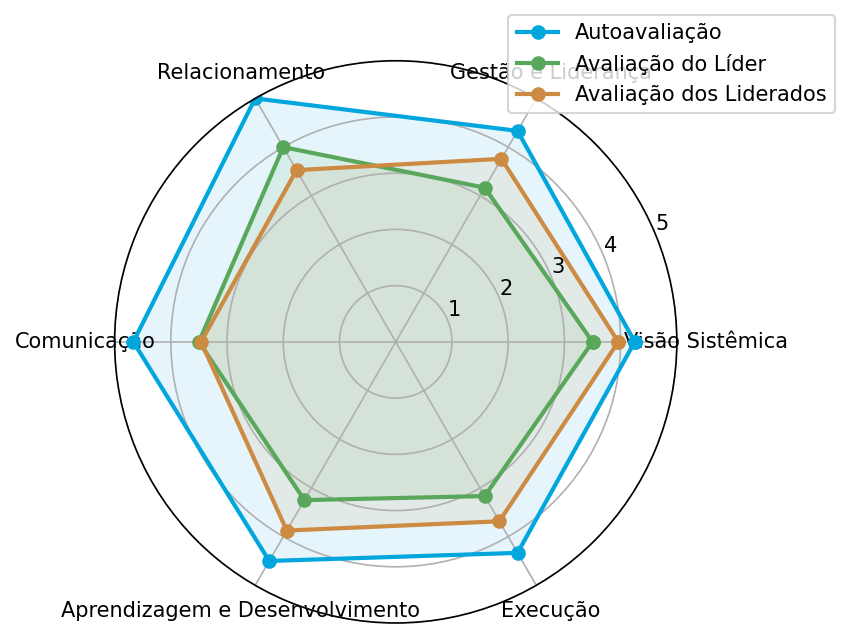 Autoavaliação
Avaliação do Líder
Avaliação dos Liderados
Relacionamento
Gestão e Liderança
5
4
3
2
1
Comunicação
Visão Sistêmica
Aprendizagem e Desenvolvimento
Execução